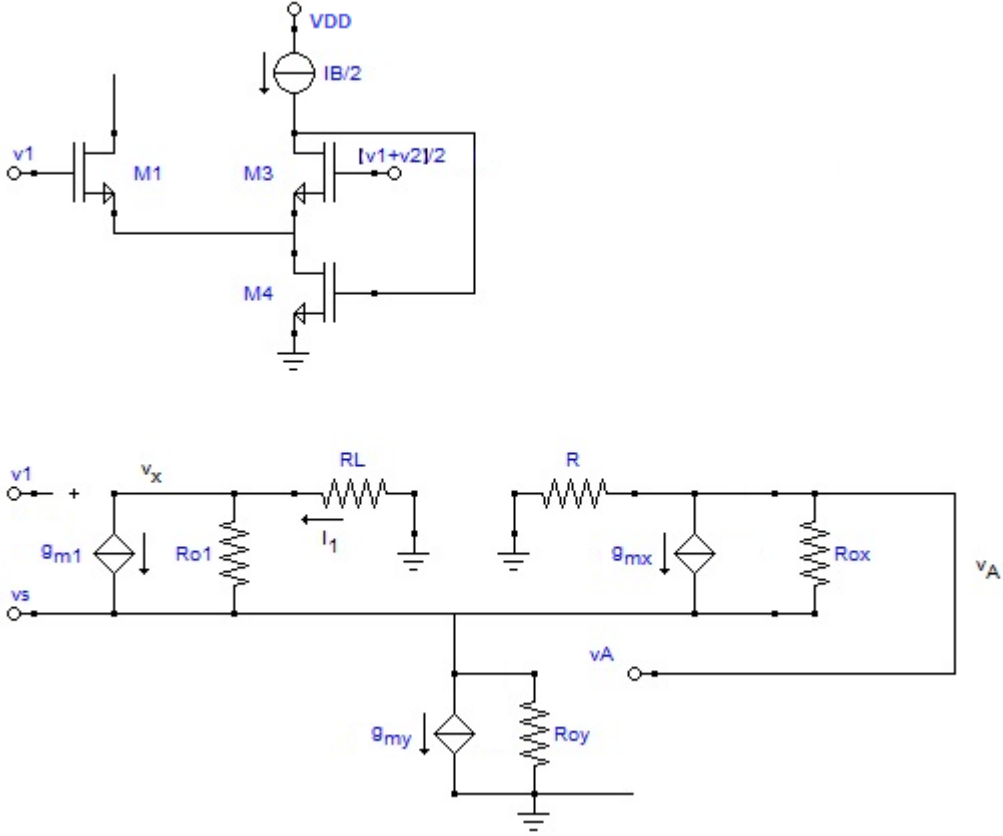 VDD
IB/2
v1
M1
M3
[v1+v2]/2
M4
v1
+
vx
RL
R
gm1
Ro1
I1
gmx
Rox
vA
vs
vA
gmy
Roy